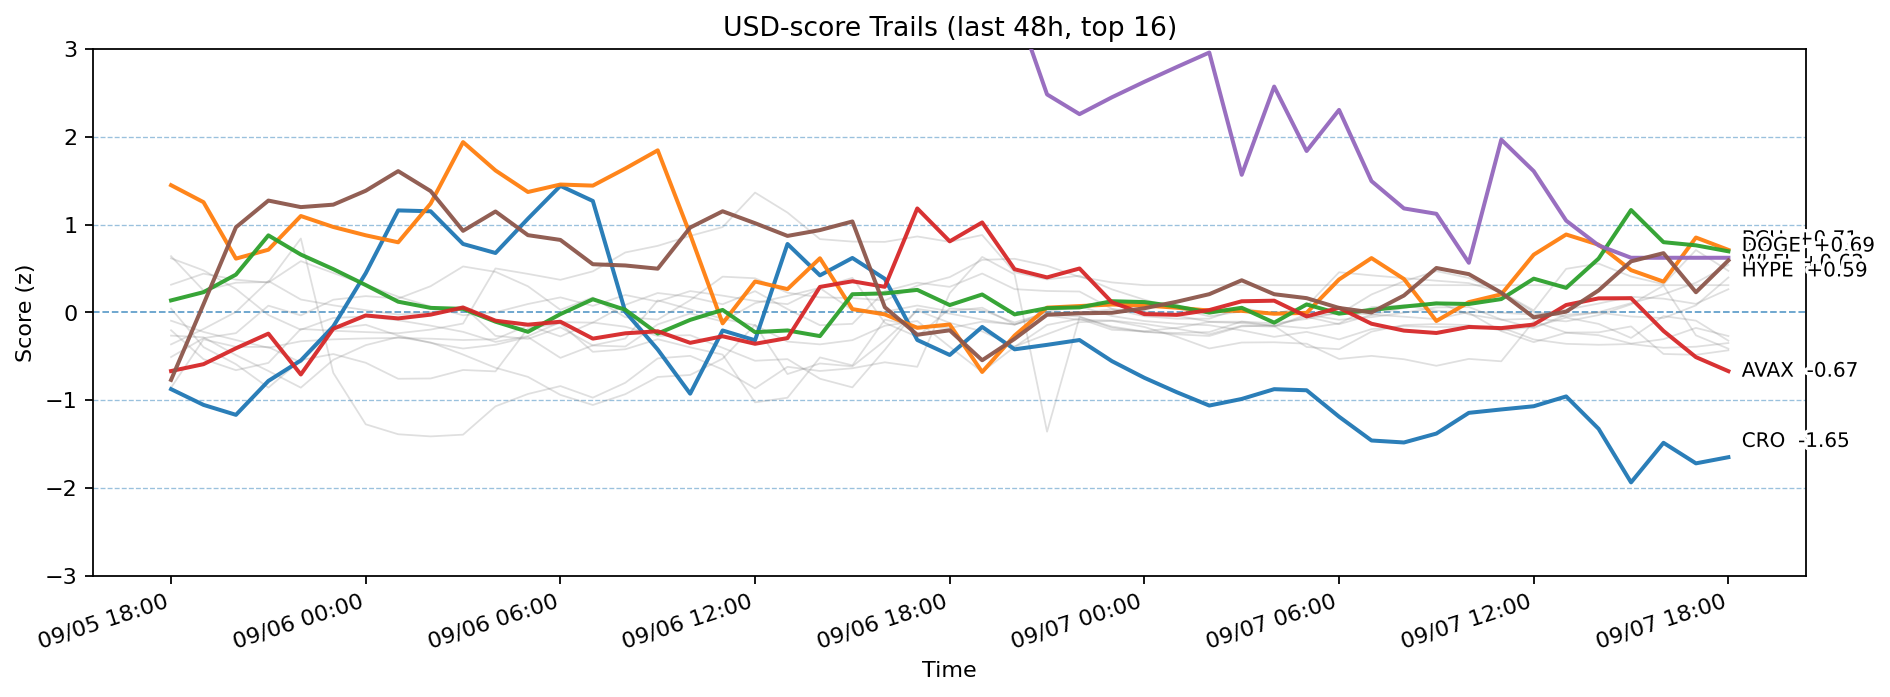 USD-score Trails (last 48h, top 16)
Score (z)
3
2
1
0
−1
−2
−3
DOGE +0.69
HYPE +0.59
AVAX -0.67
CRO -1.65
09/05 18:00
09/06 00:00
09/06 06:00
09/06 12:00
09/06 18:00
09/07 00:00
09/07 06:00
09/07 12:00
09/07 18:00
Time